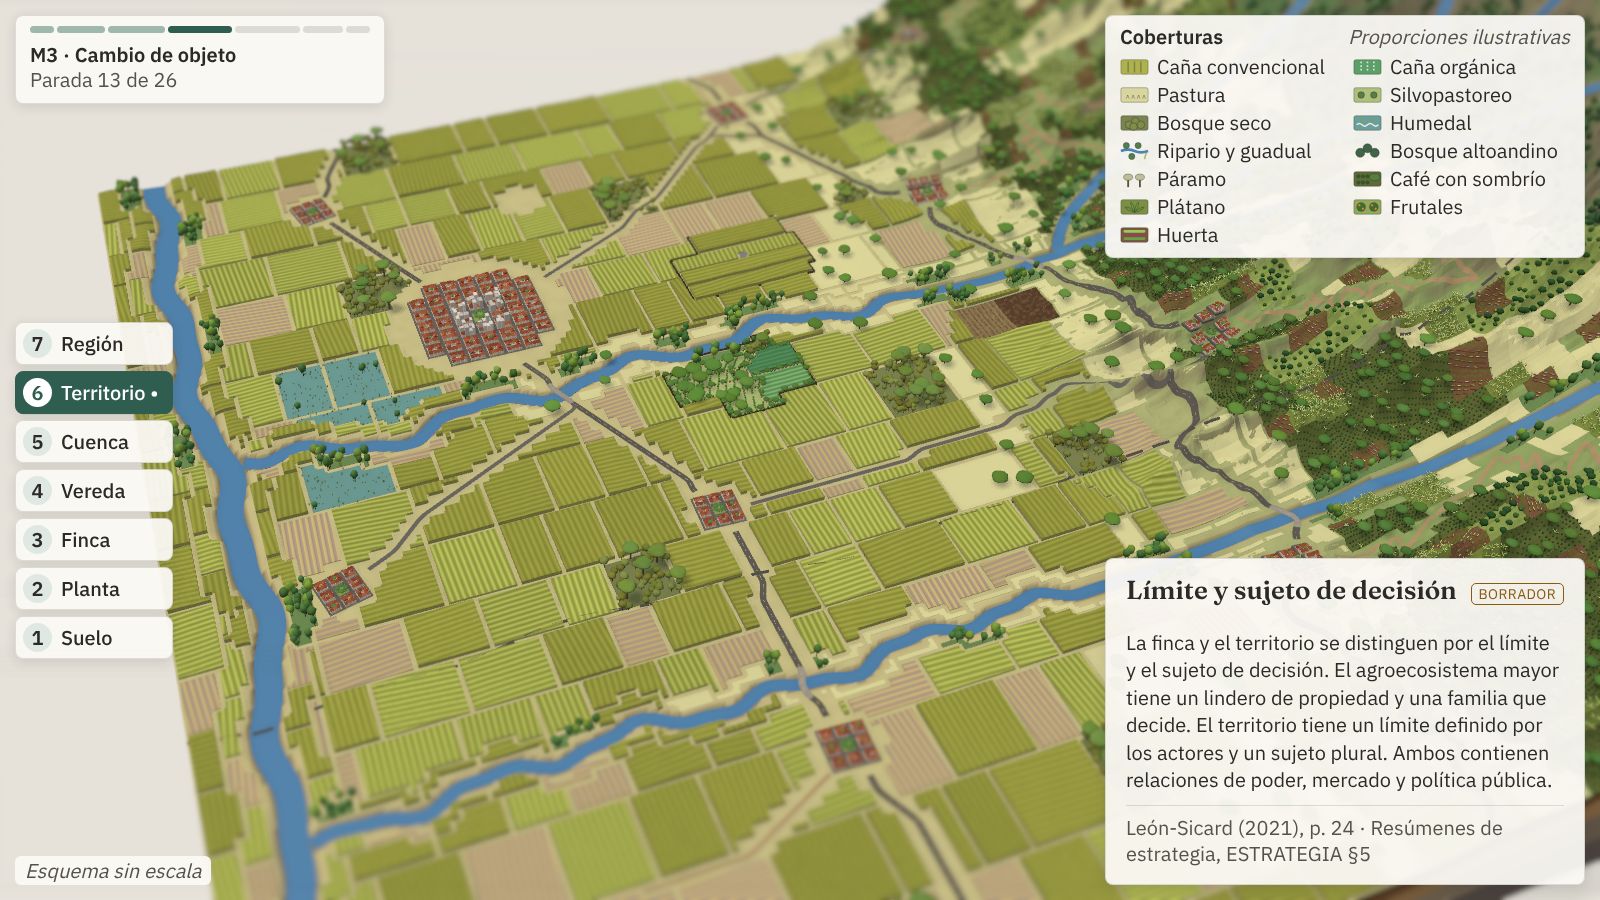 M3 · Cambio de objeto
Parada 13 de 26
Coberturas
Proporciones ilustrativas
Caña convencional
Caña orgánica
Pastura
Silvopastoreo
Bosque seco
Humedal
Ripario y guadual
Bosque altoandino
Páramo
Café con sombrío
Plátano
Frutales
Huerta
7 Región
6 Territorio •
5 Cuenca
4 Vereda
3 Finca
2 Planta
1 Suelo
Límite y sujeto de decisión
BORRADOR
La finca y el territorio se distinguen por el límite
y el sujeto de decisión. El agroecosistema mayor
tiene un lindero de propiedad y una familia que
decide. El territorio tiene un límite definido por
los actores y un sujeto plural. Ambos contienen
relaciones de poder, mercado y política pública.
León-Sicard (2021), p. 24 · Resúmenes de
estrategia, ESTRATEGIA §5
Esquema sin escala